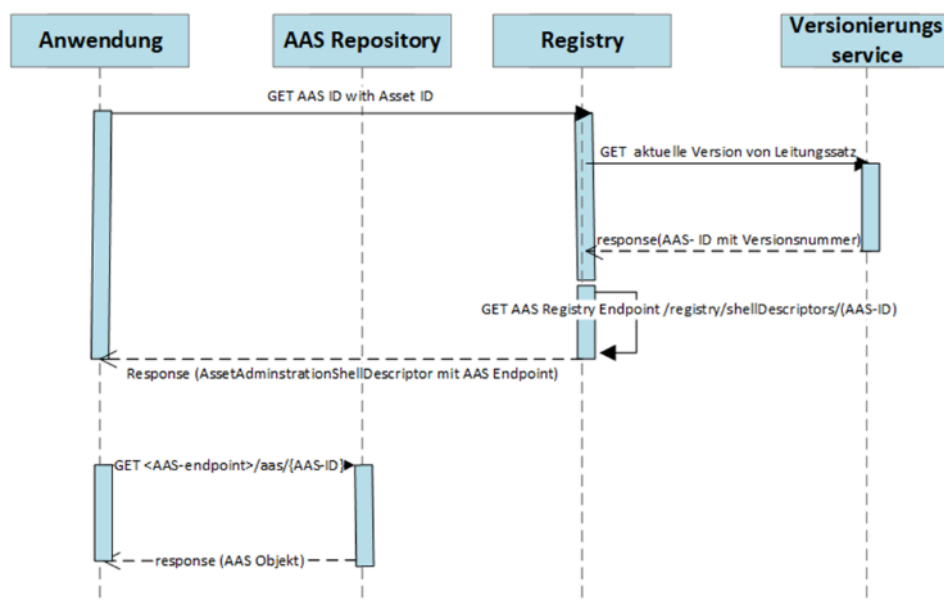 Anwendung
AAS Repository
Registry
Versionierungs
service
GET AAS ID with Asset ID
GET aktuelle Version von Leitungssatz
response(AAS- ID mit Versionsnummer)
GET AAS Registry Endpoint /registry/shellDescriptors/(AAS-ID)
Response (AssetAdminstrationShellDescriptor mit AAS Endpoint)
GET <AAS-endpoint>/aas/{AAS-ID}
response (AAS Objekt)